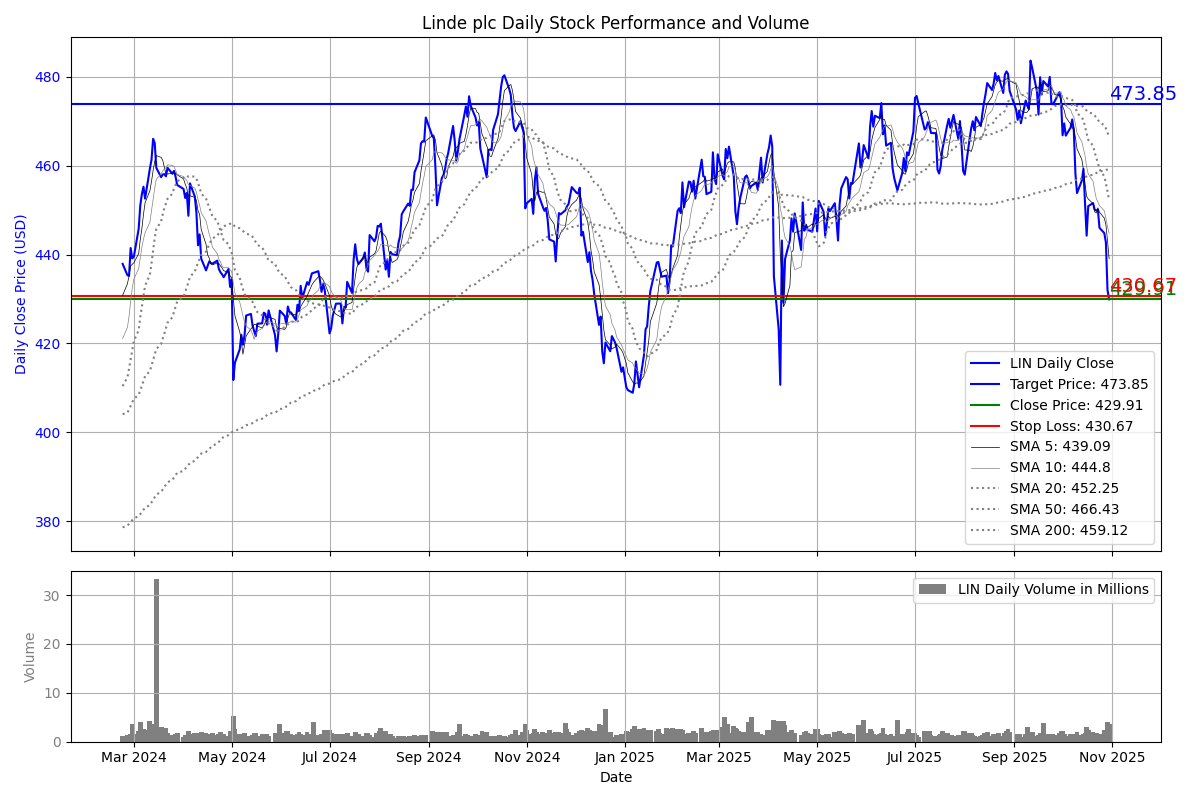 Linde plc Daily Stock Performance and Volume
Daily Close Price (USD)
480
460
440
420
400
380
473.85
430.67
429.91
LIN Daily Close
Target Price: 473.85
Close Price: 429.91
Stop Loss: 430.67
SMA 5: 439.09
SMA 10: 444.8
SMA 20: 452.25
SMA 50: 466.43
SMA 200: 459.12
Volume
30
20
10
0
LIN Daily Volume in Millions
Mar 2024
May 2024
Jul 2024
Sep 2024
Nov 2024
Jan 2025
Mar 2025
May 2025
Jul 2025
Sep 2025
Nov 2025
Date